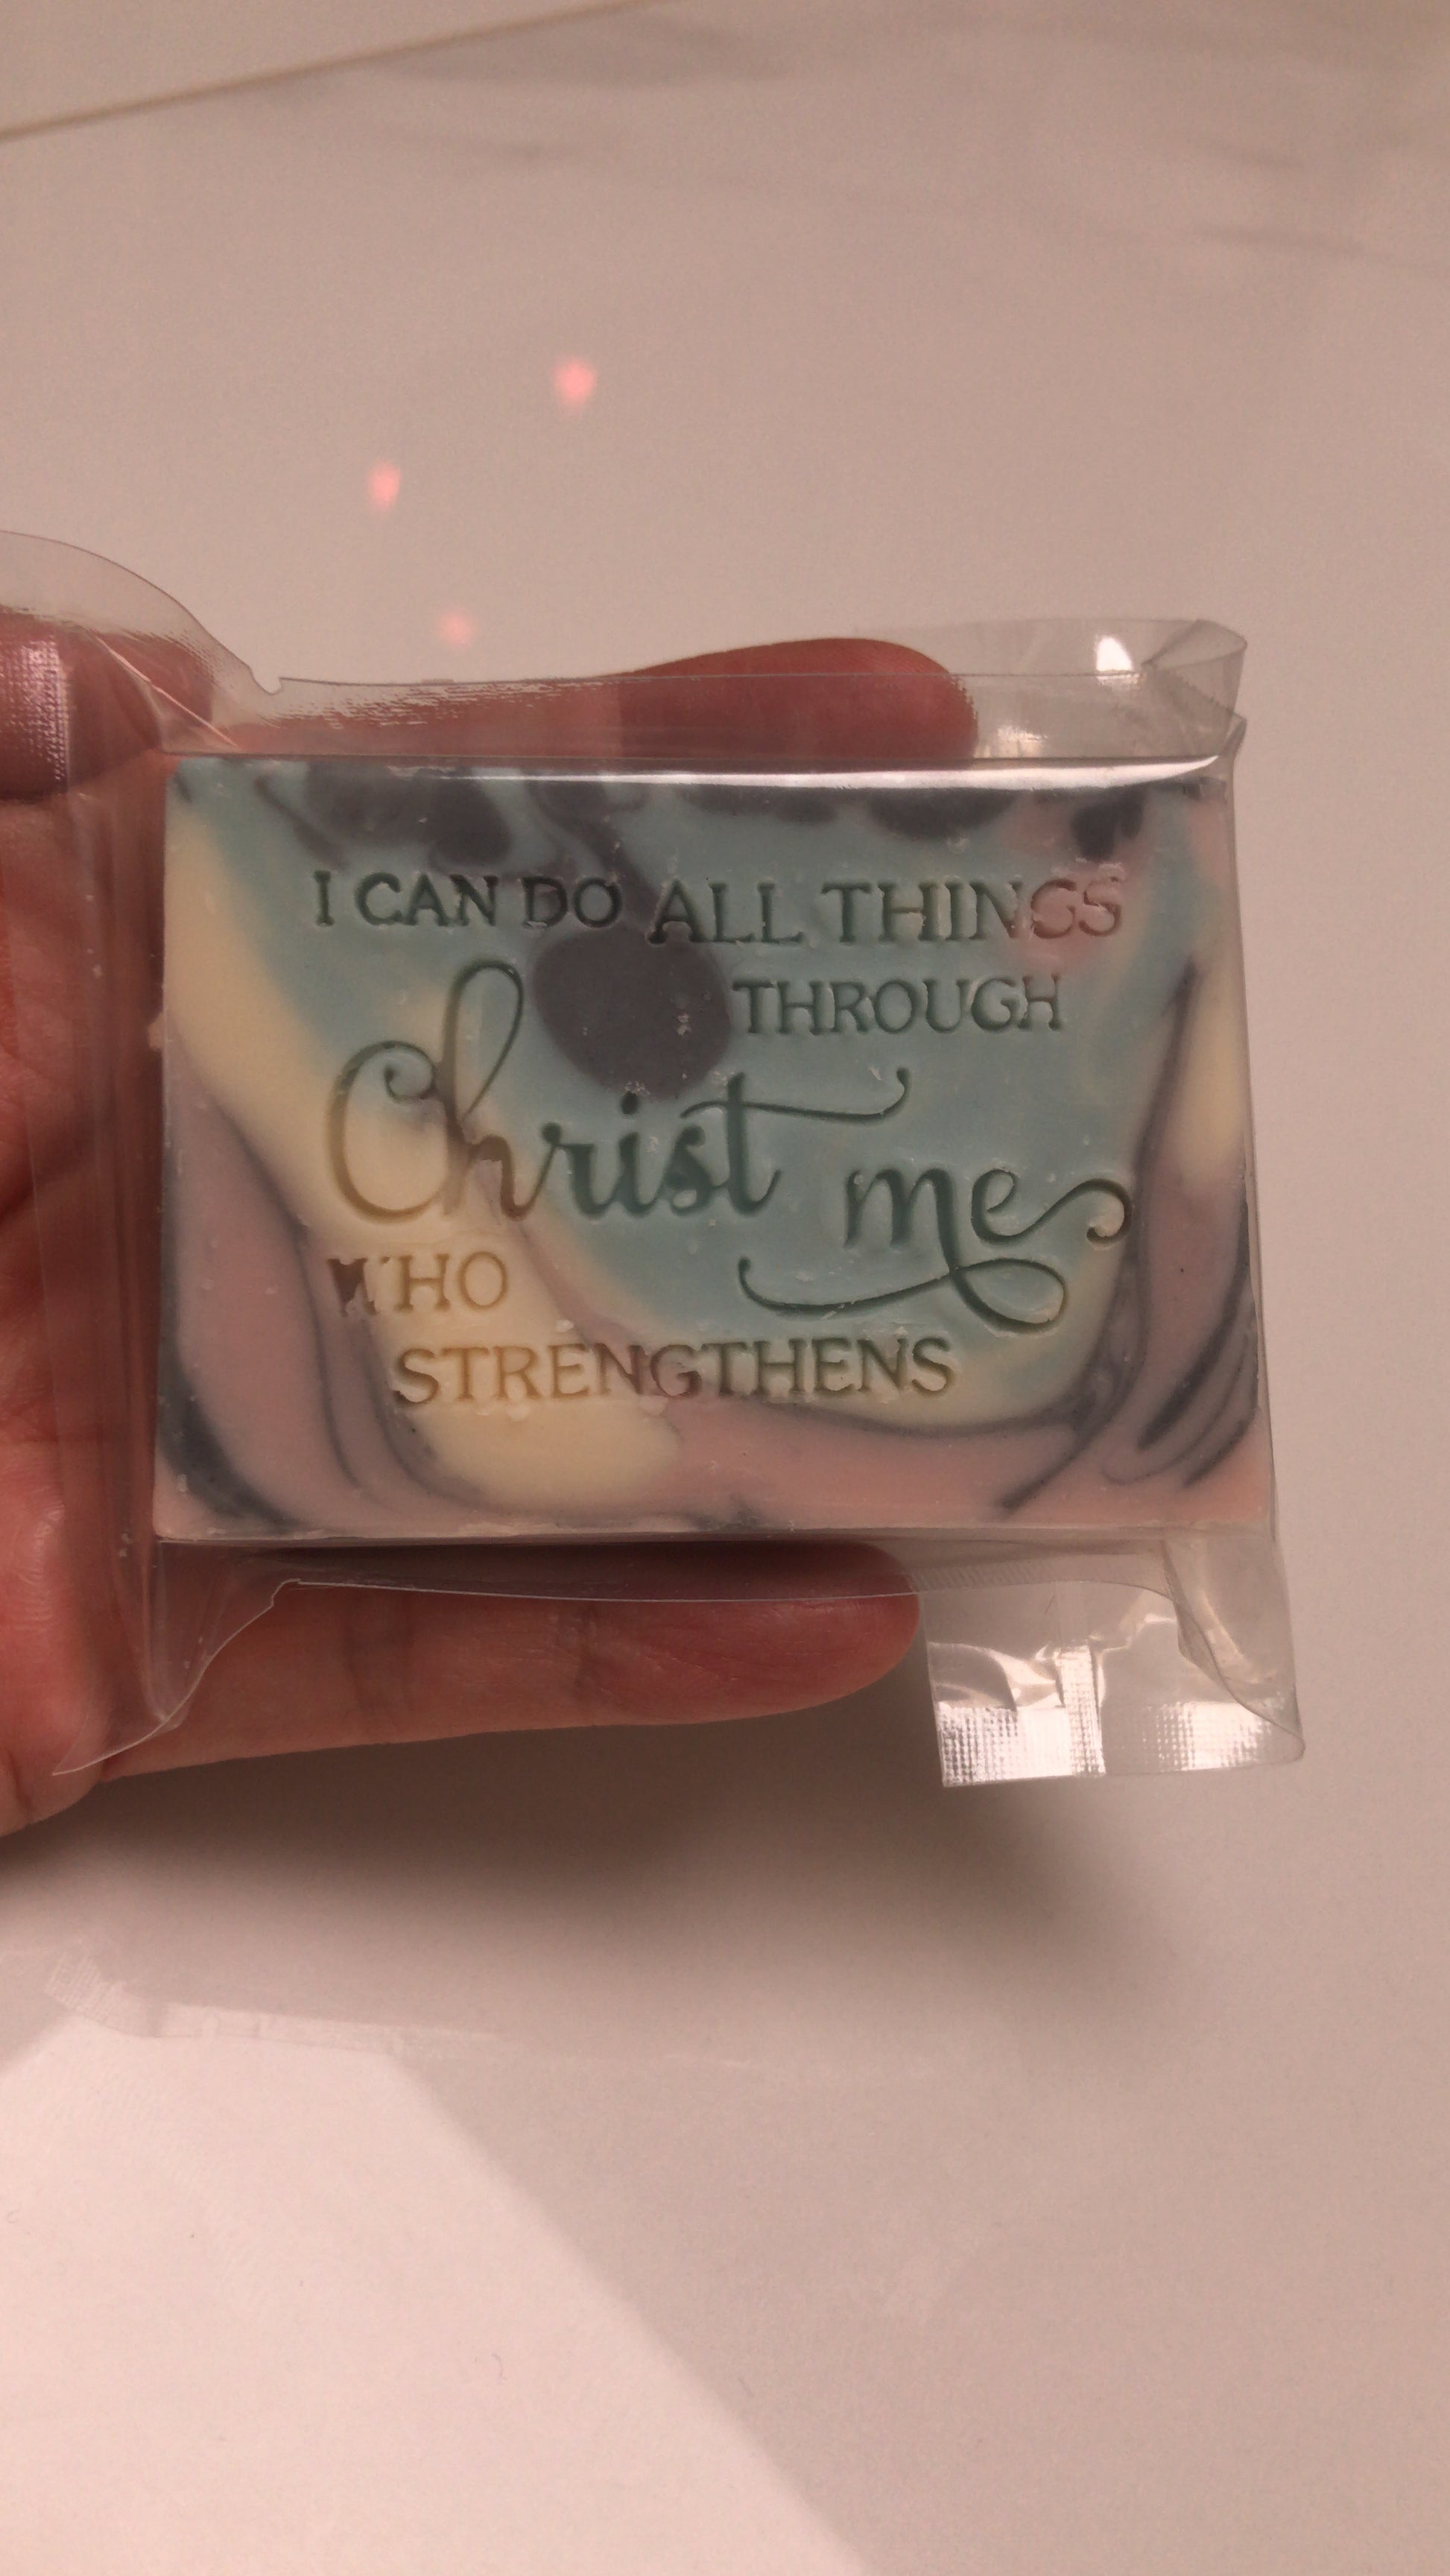 I CAN DO ALL THINGS
THROUGH
Christ me
WHO
STRENGTHENS